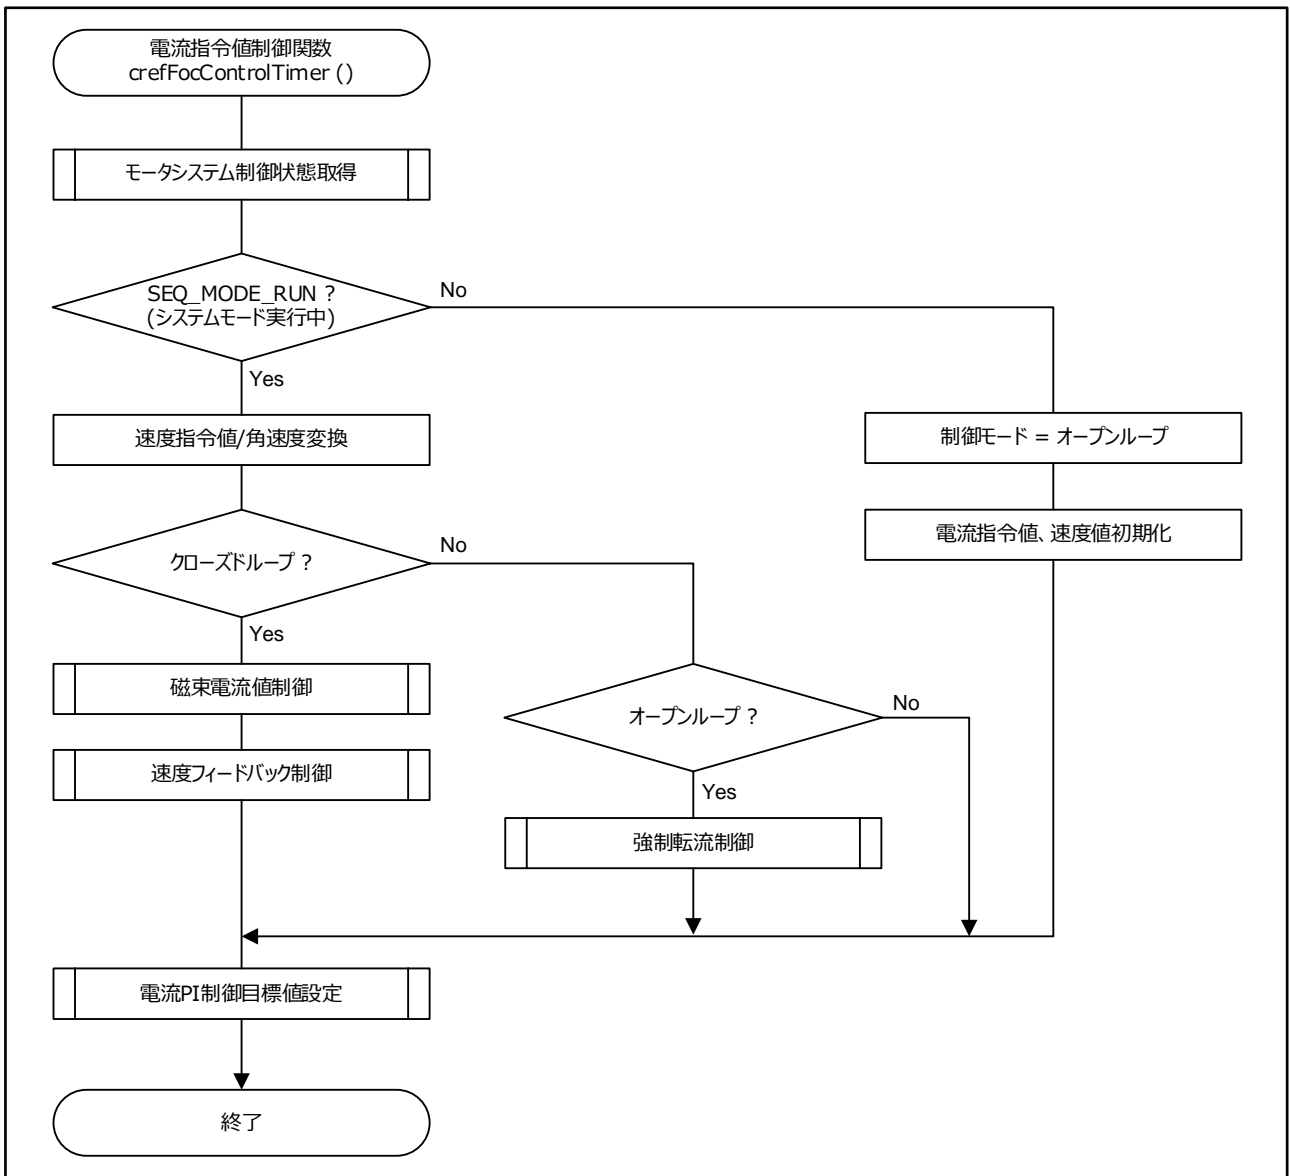 電流指令値制御関数
crefFocControlTimer ()
モータシステム制御状態取得
SEQ_MODE_RUN ?
(システムモード実行中)
No
Yes
速度指令値/角速度変換
制御モード = オープンループ
電流指令値、速度値初期化
クローズドループ ?
No
Yes
磁束電流値制御
オープンループ ?
No
速度フィードバック制御
Yes
強制転流制御
電流PI制御目標値設定
終了